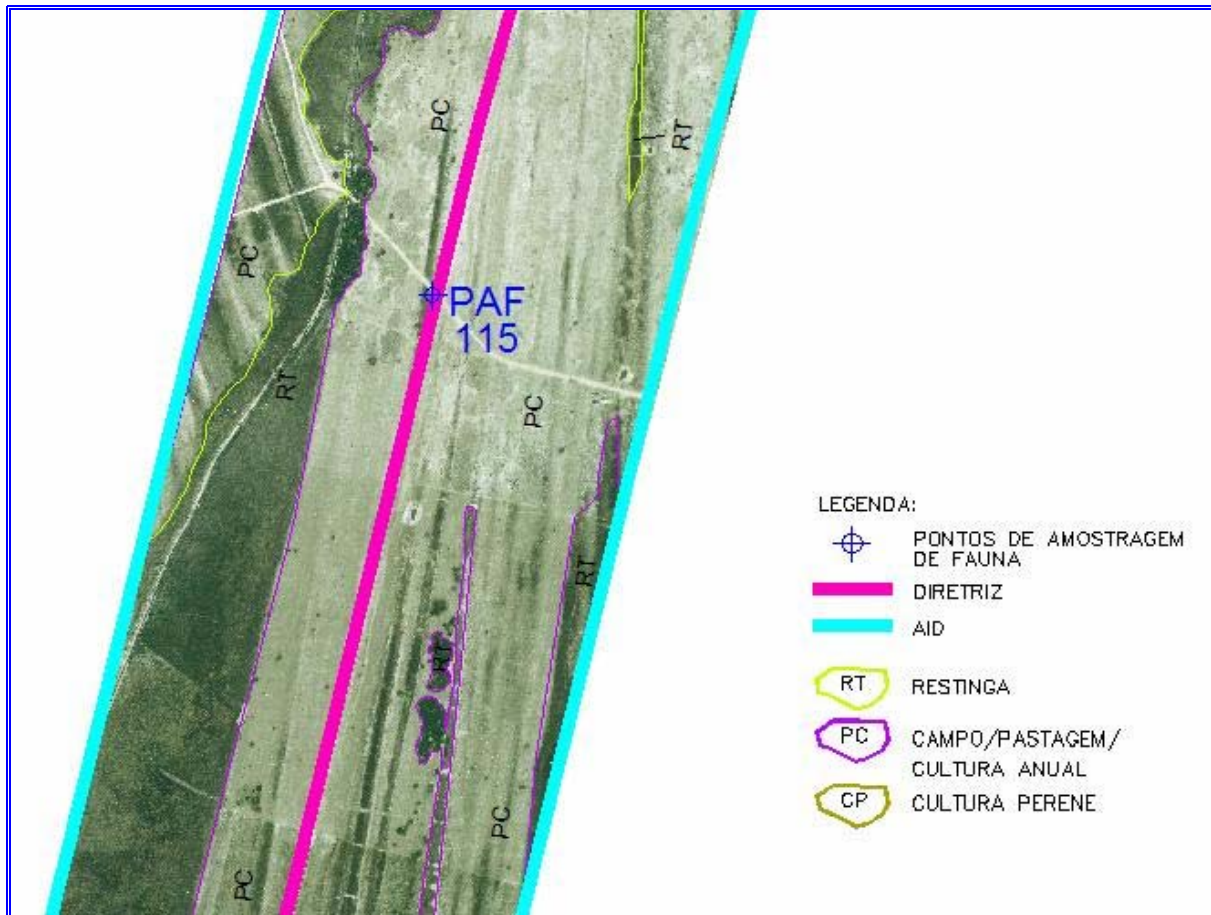 PC
RT
PC
PAF
115
RT
PC
RT
RT
PC
PC
LEGENDA:
PONTOS DE AMOSTRAGEM
DE FAUNA
DIRETRIZ
AID
RT
RESTINGA
PC
CAMPO/PASTAGEM/
CULTURA ANUAL
CP
CULTURA PERENE